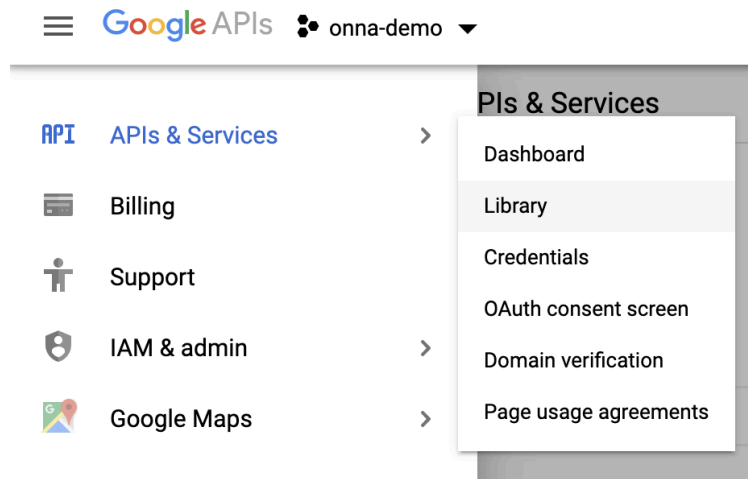 Google APIs onna-demo
PIs & Services
API APIs & Services
Billing
Support
IAM & admin
G Google Maps
Dashboard
Library
Credentials
OAuth consent screen
Domain verification
Page usage agreements